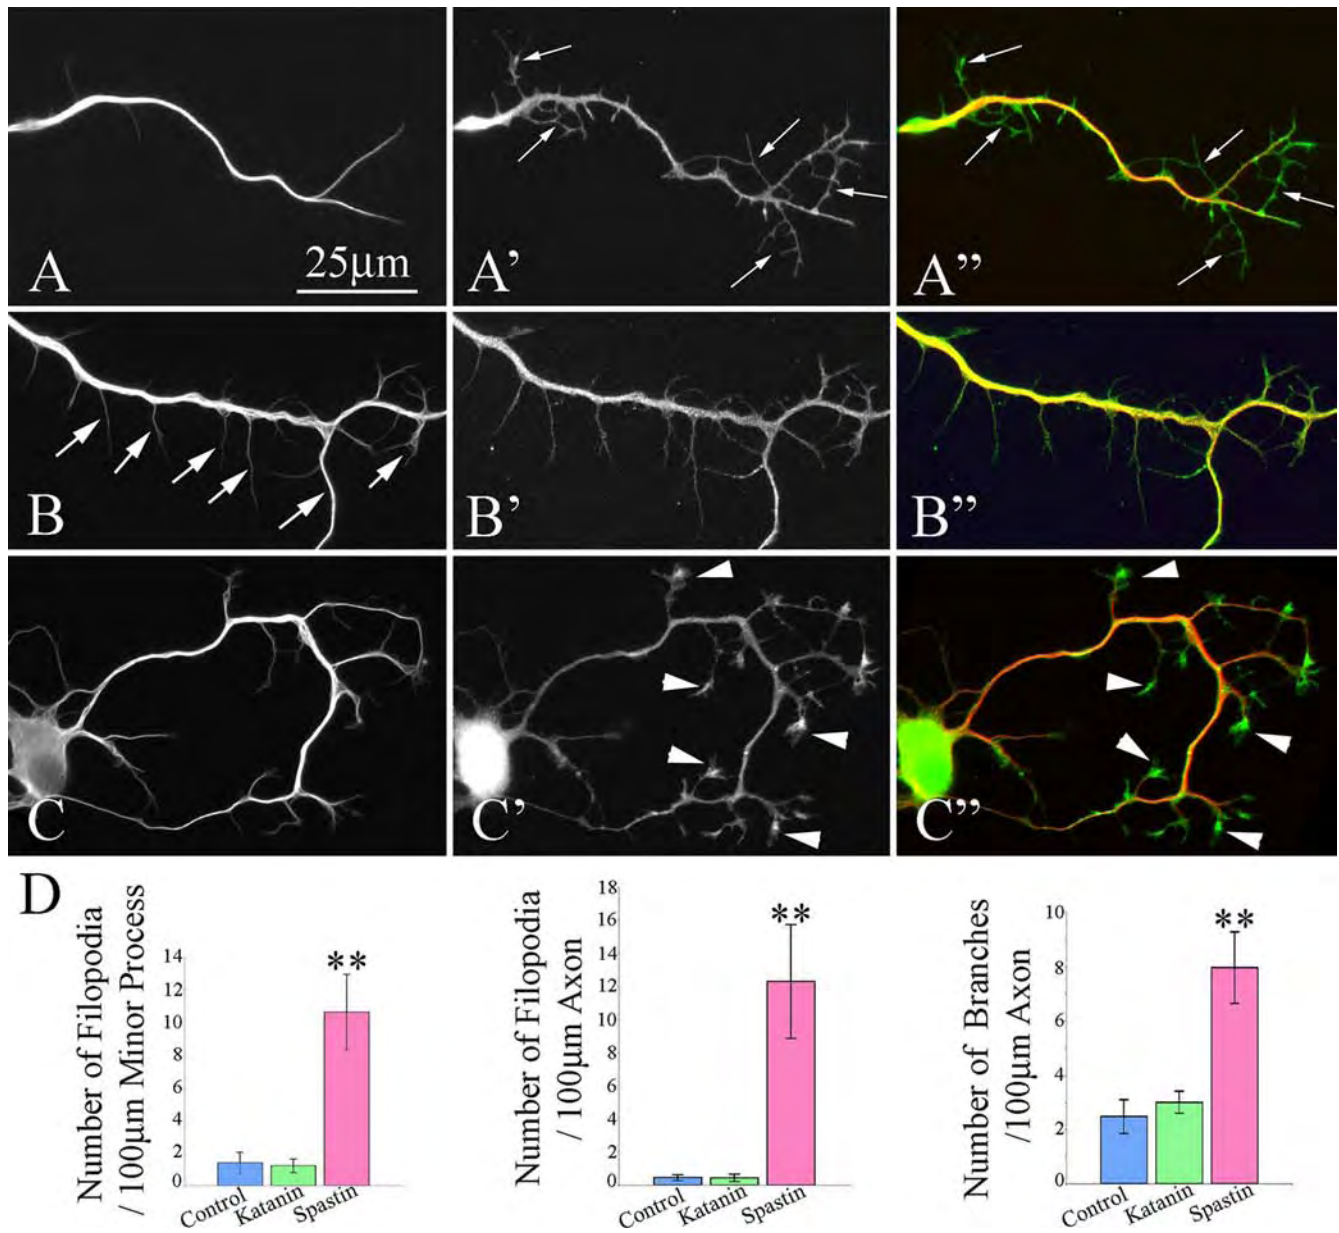 A
25μm
A’
A”
B
B’
B”
C
C’
C”
D
Number of Filopodia
/ 100μm Minor Process
14
12
10
8
6
4
2
0
**
Control
Katanin
Spastin
Number of Filopodia
/ 100μm Axon
18
16
14
12
10
8
6
4
2
0
**
Control
Katanin
Spastin
Number of Branches
/100μm Axon
10
8
6
4
2
0
**
Control
Katanin
Spastin